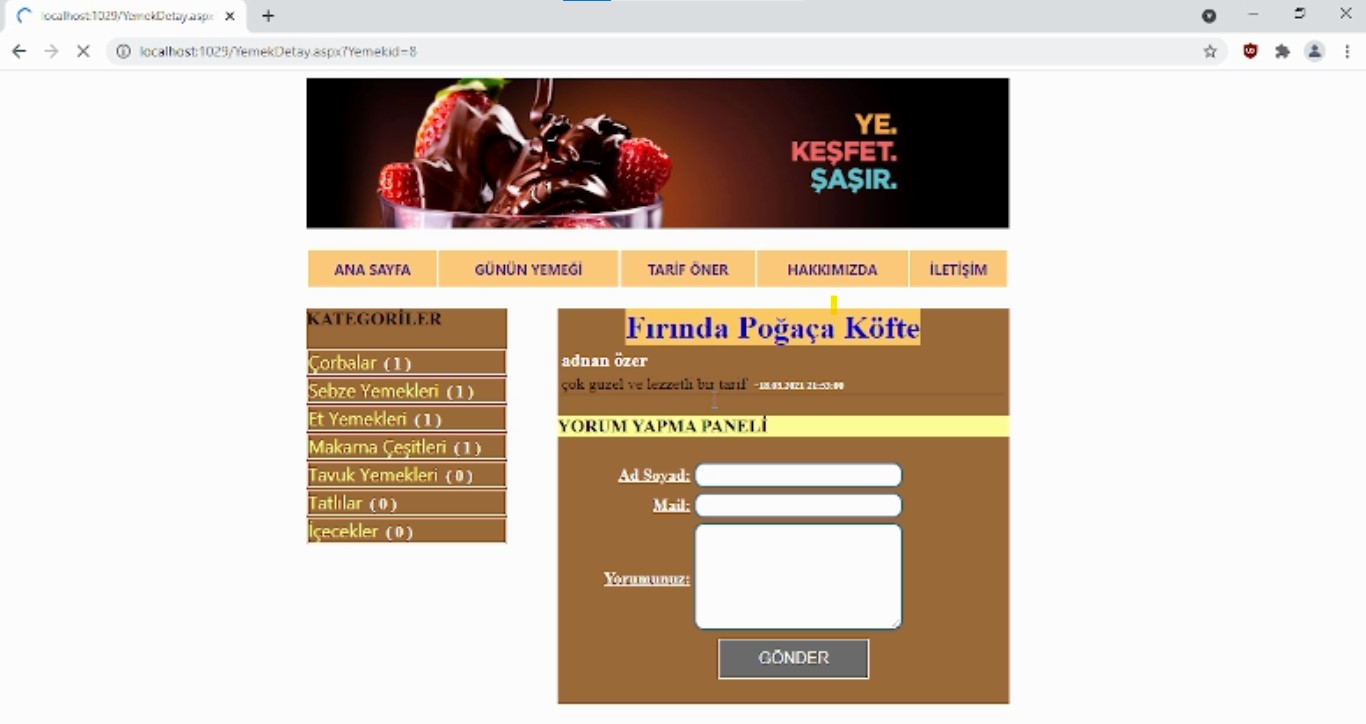 localhost:1029/YemekDetay.aspx
localhost:1029/YemekDetay.aspx?Yemekid=8
YE.
KEŞFET.
ŞAŞIR.
ANA SAYFA GÜNÜN YEMEĞİ TARİF ÖNER HAKKIMIZDA İLETİŞİM
KATEGORİLER
Çorbalar (1)
Sebze Yemekleri (1)
Et Yemekleri (1)
Makarna Çeşitleri (1)
Tavuk Yemekleri (0)
Tatlılar (0)
İçecekler (0)
Fırında Poğaça Köfte
adnan özer
çok güzel ve lezzetli bir tarif -18.03.2021 21:53:00
YORUM YAPMA PANELİ
Ad Soyad:
Mail:
Yorumunuz:
GÖNDER